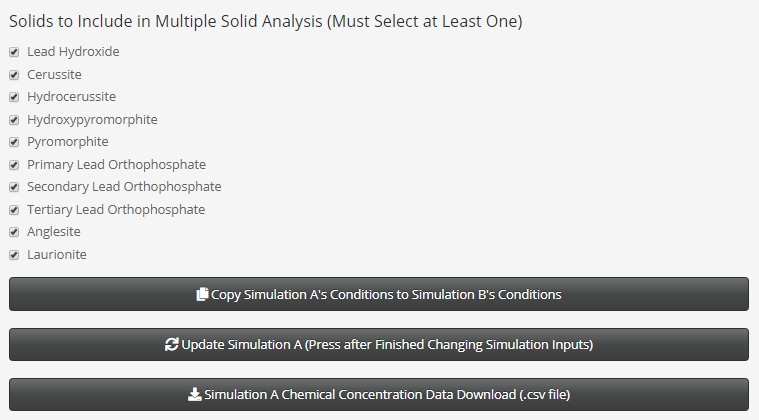 Solids to Include in Multiple Solid Analysis (Must Select at Least One)
Lead Hydroxide
Cerussite
Hydrocerussite
Hydroxypyromorphite
Pyromorphite
Primary Lead Orthophosphate
Secondary Lead Orthophosphate
Tertiary Lead Orthophosphate
Anglesite
Laurionite
Copy Simulation A's Conditions to Simulation B's Conditions
Update Simulation A (Press after Finished Changing Simulation Inputs)
Simulation A Chemical Concentration Data Download (.csv file)